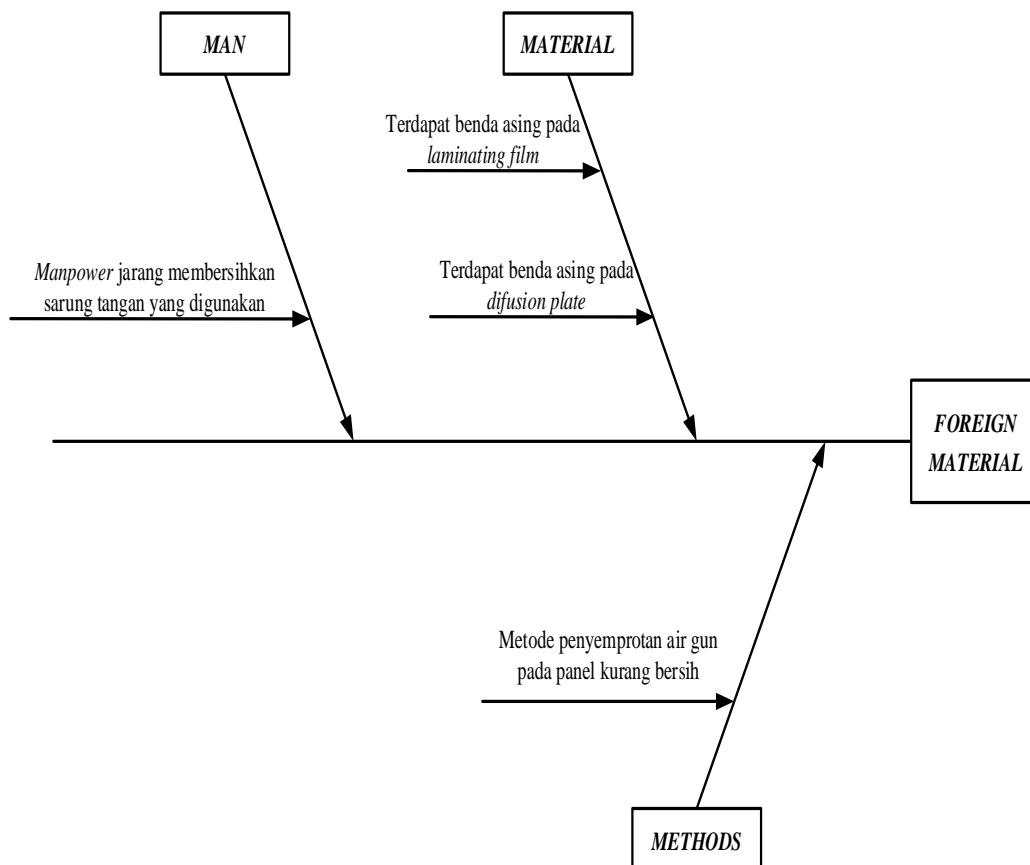 MAN
MATERIAL
Terdapat benda asing pada
laminating film
Manpower jarang membersihkan
sarung tangan yang digunakan
Terdapat benda asing pada
difusion plate
FOREIGN
MATERIAL
Metode penyemprotan air gun
pada panel kurang bersih
METHODS